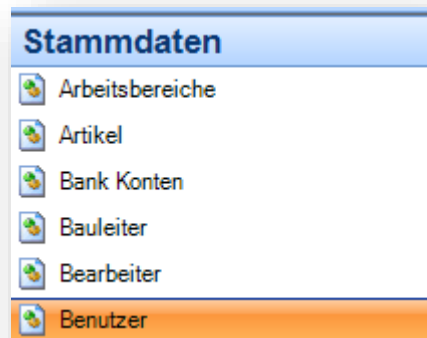 Stammdaten
Arbeitsbereiche
Artikel
Bank Konten
Bauleiter
Bearbeiter
Benutzer